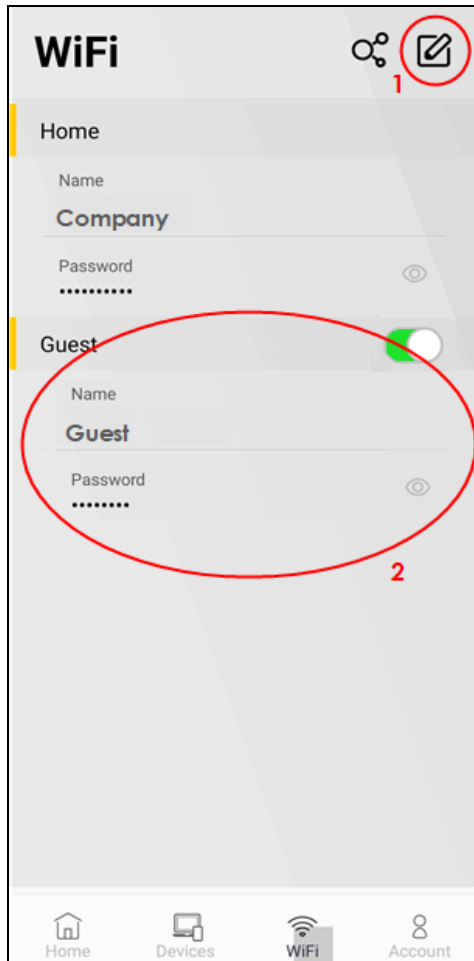 WiFi
1
Home
Name
Company
Password
••••••••••
Guest
Name
Guest
Password
••••••••
2
Home Devices WiFi Account